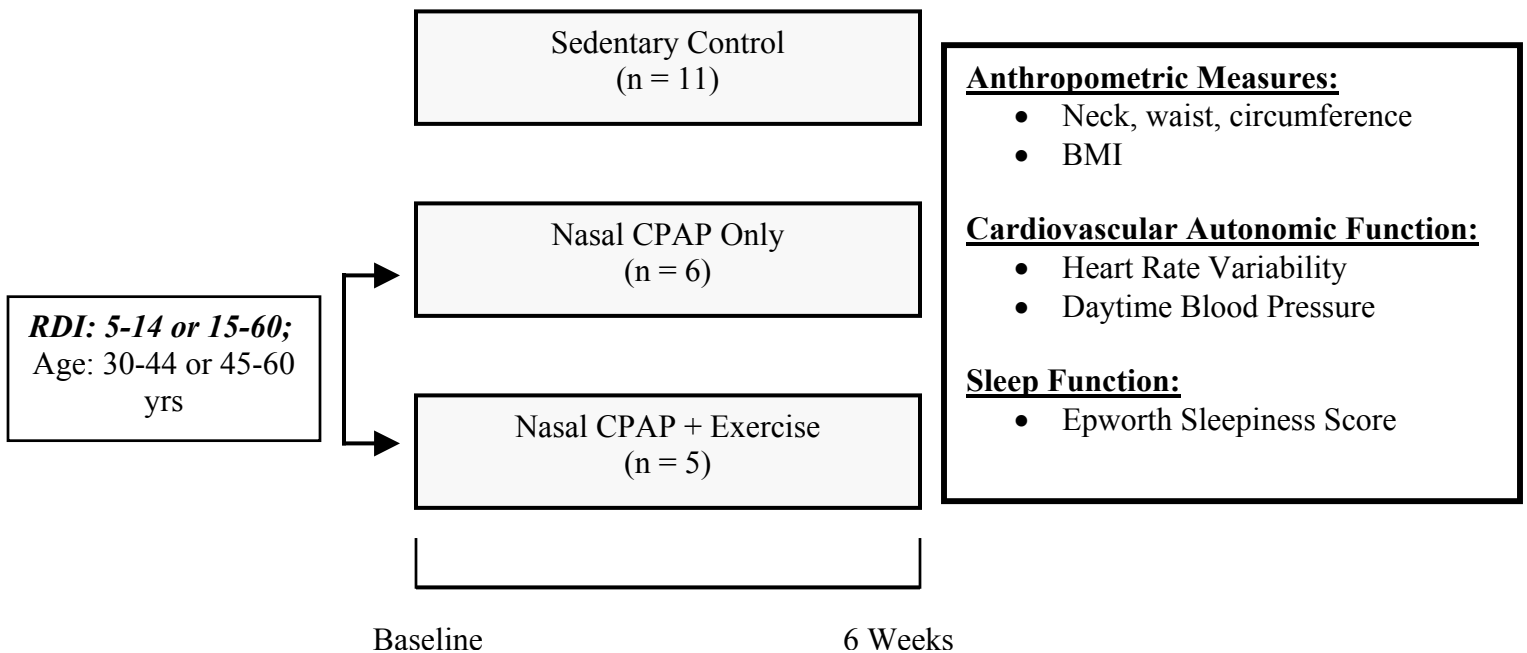 Sedentary Control
(n = 11)
Nasal CPAP Only
(n = 6)
RDI: 5-14 or 15-60;
Age: 30-44 or 45-60
yrs
Nasal CPAP + Exercise
(n = 5)
Anthropometric Measures:
• Neck, waist, circumference
• BMI
Cardiovascular Autonomic Function:
• Heart Rate Variability
• Daytime Blood Pressure
Sleep Function:
• Epworth Sleepiness Score
Baseline
6 Weeks